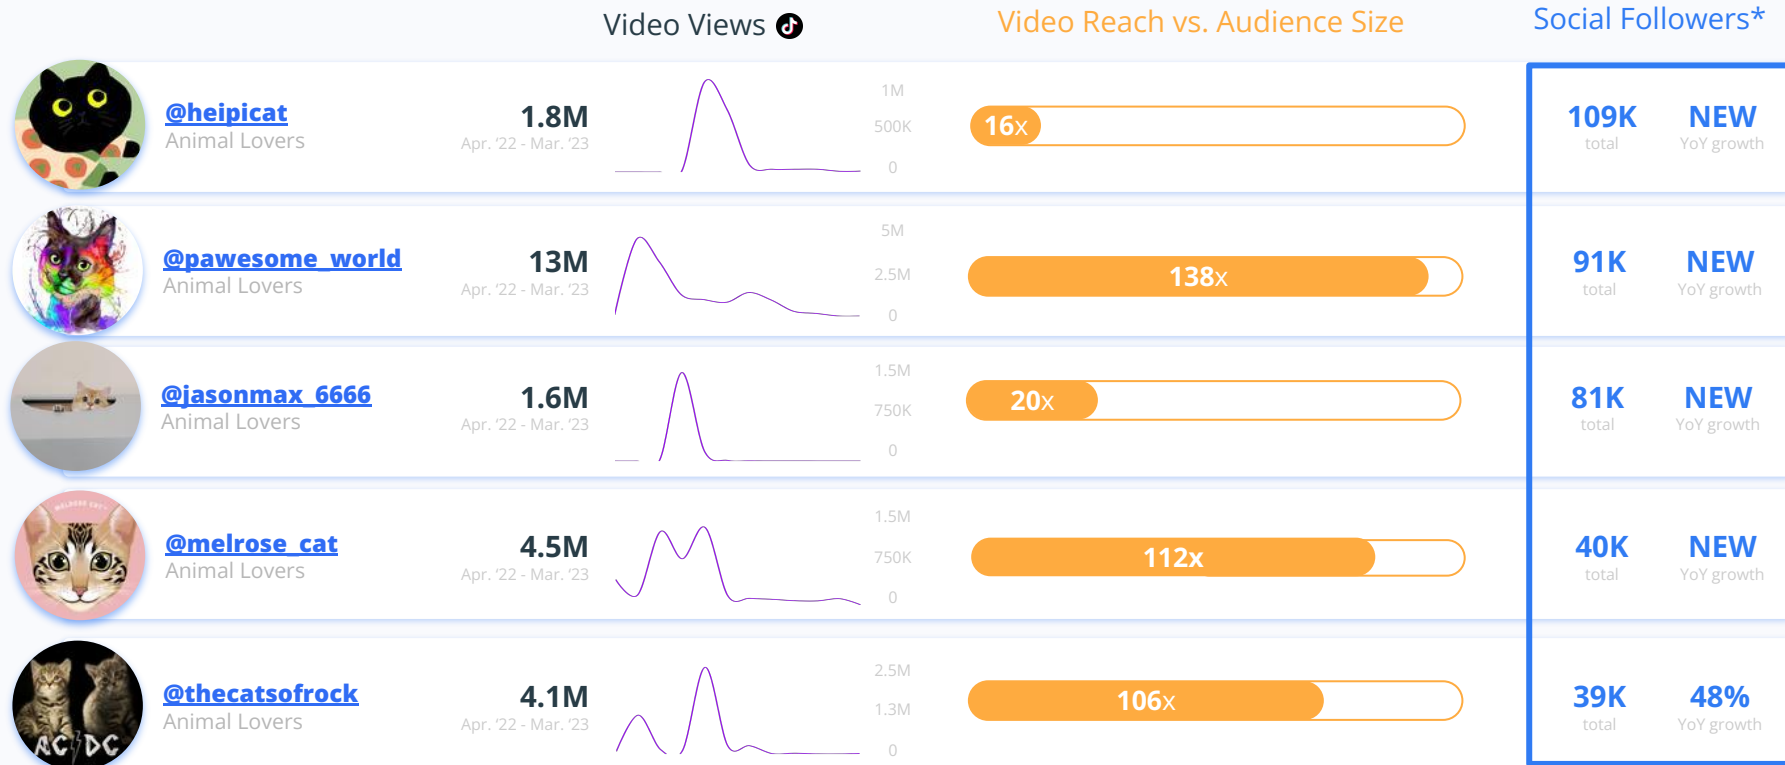 Video Views
Video Reach vs. Audience Size
Social Followers*
@heipicat
Animal Lovers
1.8M
Apr. '22 - Mar. '23
1M
500K
0
16x
109K
total
NEW
YoY growth
@pawesome_world
Animal Lovers
13M
Apr. '22 - Mar. '23
5M
2.5M
0
138x
91K
total
NEW
YoY growth
@jasonmax_6666
Animal Lovers
1.6M
Apr. '22 - Mar. '23
1.5M
750K
0
20x
81K
total
NEW
YoY growth
MELROSE CAT
@melrose_cat
Animal Lovers
4.5M
Apr. '22 - Mar. '23
1.5M
750K
0
112x
40K
total
NEW
YoY growth
AC DC
@thecatsofrock
Animal Lovers
4.1M
Apr. '22 - Mar. '23
2.5M
1.3M
0
106x
39K
total
48%
YoY growth